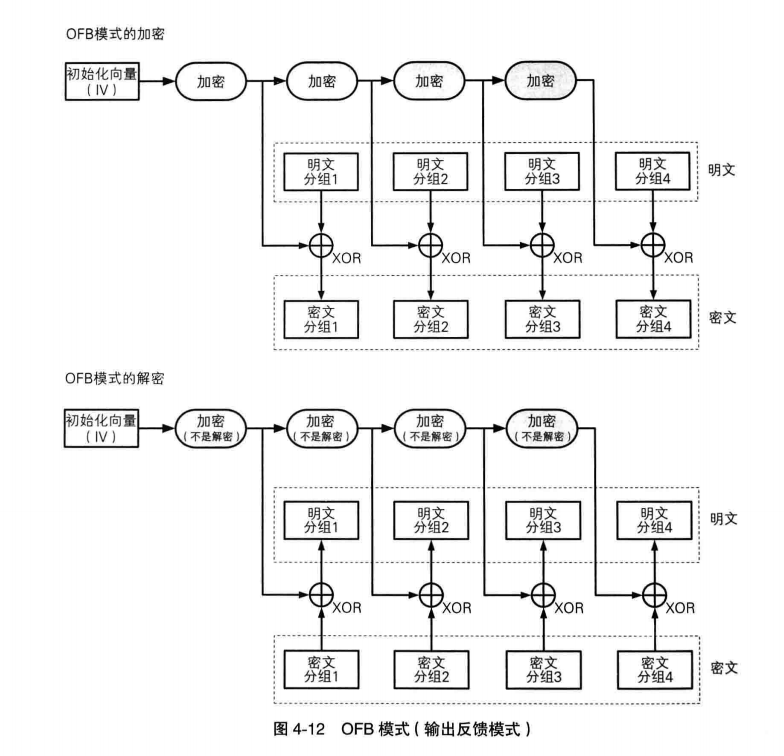 OFB模式的加密
初始化向量
(IV)
加密
加密
加密
加密
明文
分组1
明文
分组2
明文
分组3
明文
分组4
明文
XOR
XOR
XOR
XOR
密文
分组1
密文
分组2
密文
分组3
密文
分组4
密文
OFB模式的解密
初始化向量
(IV)
加密
(不是解密)
加密
(不是解密)
加密
(不是解密)
加密
(不是解密)
明文
分组1
明文
分组2
明文
分组3
明文
分组4
明文
XOR
XOR
XOR
XOR
密文
分组1
密文
分组2
密文
分组3
密文
分组4
密文
图 4-12 OFB 模式(输出反馈模式)